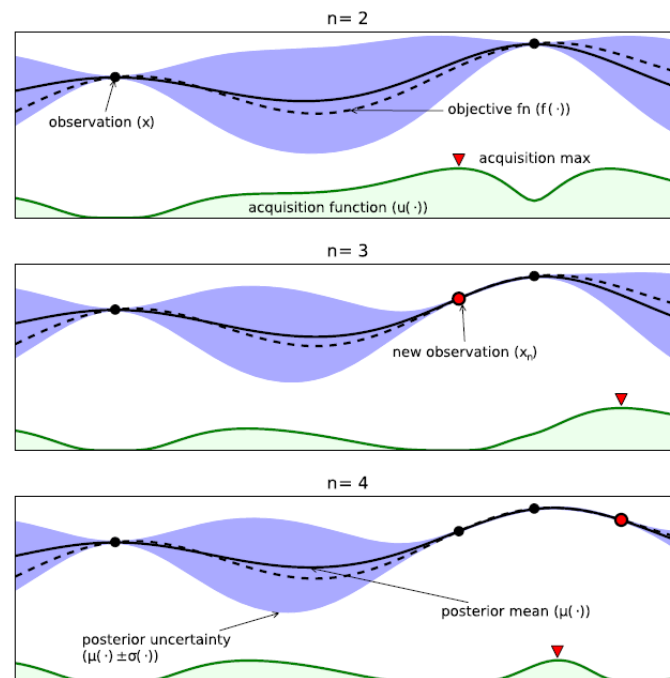 n= 2
observation (x)
objective fn (f(·))
acquisition max
acquisition function (u(·))
n= 3
new observation (xₙ)
n= 4
posterior mean (μ(·))
posterior uncertainty
(μ(·) ±σ(·))